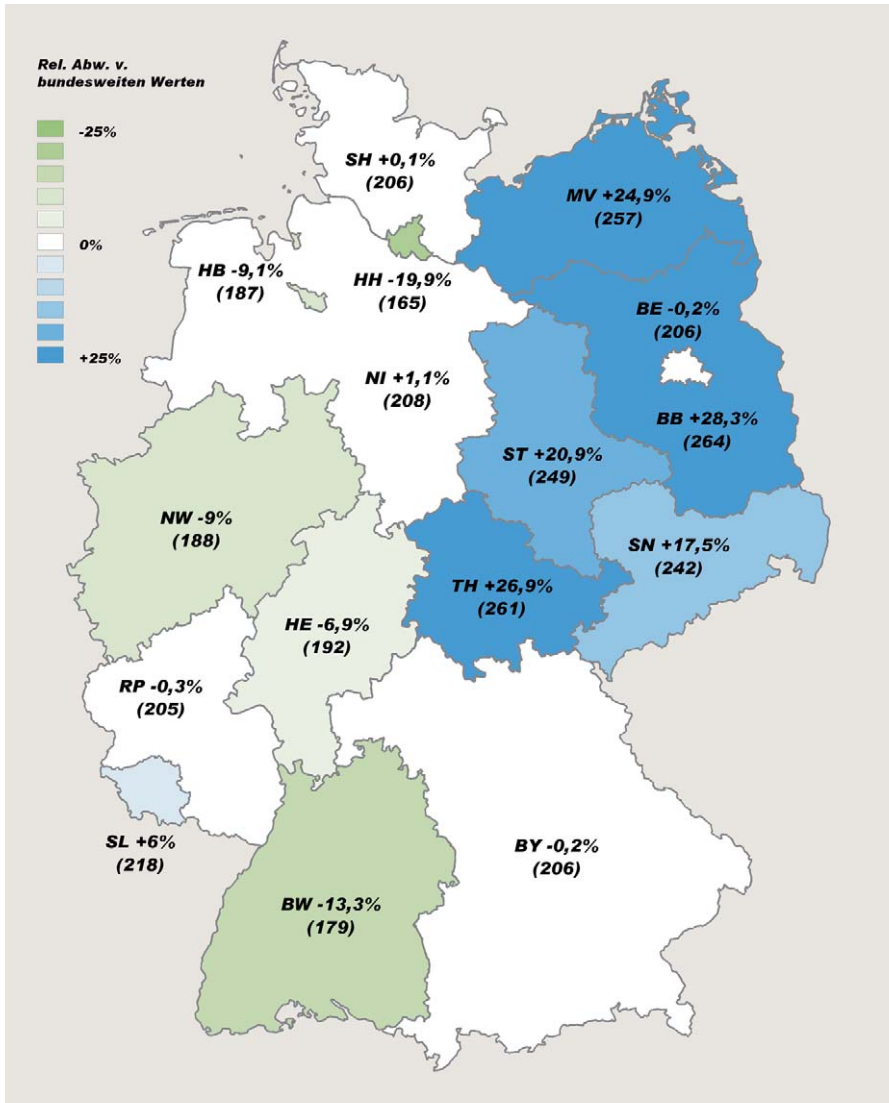 Rel. Abw. v.
bundesweiten Werten
-25%
0%
+25%
SH +0,1%
(206)
MV +24,9%
(257)
HB -9,1%
(187)
HH -19,9%
(165)
BE -0,2%
(206)
NI +1,1%
(208)
BB +28,3%
(264)
ST +20,9%
(249)
NW -9%
(188)
SN +17,5%
(242)
TH +26,9%
(261)
HE -6,9%
(192)
RP -0,3%
(205)
SL +6%
(218)
BY -0,2%
(206)
BW -13,3%
(179)